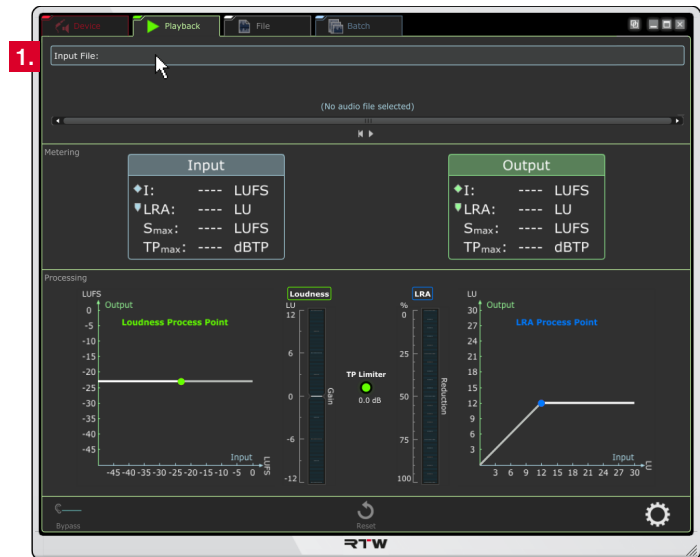 Device Playback File Batch
1.
Input File:
(No audio file selected)
Metering
Input
I: ---- LUFS
LRA: ---- LU
Smax: ---- LUFS
TPmax: ---- dBTP
Output
I: ---- LUFS
LRA: ---- LU
Smax: ---- LUFS
TPmax: ---- dBTP
Processing
LUFS
Output
Loudness Process Point
0
-5
-10
-15
-20
-25
-30
-35
-40
-45
Input
-45 -40 -35 -30 -25 -20 -15 -10 -5 0
LUFS
Loudness
LU
12
6
0
-6
-12
Gain
TP Limiter
0.0 dB
LRA
%
0
25
50
75
100
Reduction
LU
Output
LRA Process Point
30
27
24
21
18
15
12
9
6
3
Input
3 6 9 12 15 18 21 24 27 30
LU
Bypass
Reset
RTW